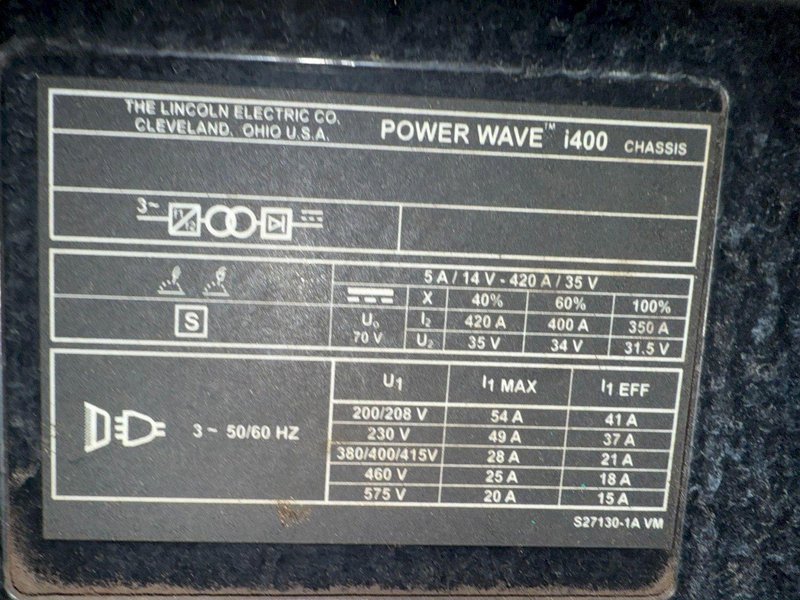 THE LINCOLN ELECTRIC CO.
CLEVELAND, OHIO U.S.A.
POWER WAVE™ i400 CHASSIS
3~
f1
f2
5 A / 14 V - 420 A / 35 V
X 40% 60% 100%
S
U₀
70 V
I₂ 420 A 400 A 350 A
U₂ 35 V 34 V 31.5 V
U₁ I₁ MAX I₁ EFF
200/208 V 54 A 41 A
3 ~ 50/60 HZ
230 V 49 A 37 A
380/400/415V 28 A 21 A
460 V 25 A 18 A
575 V 20 A 15 A
S27130-1A VM